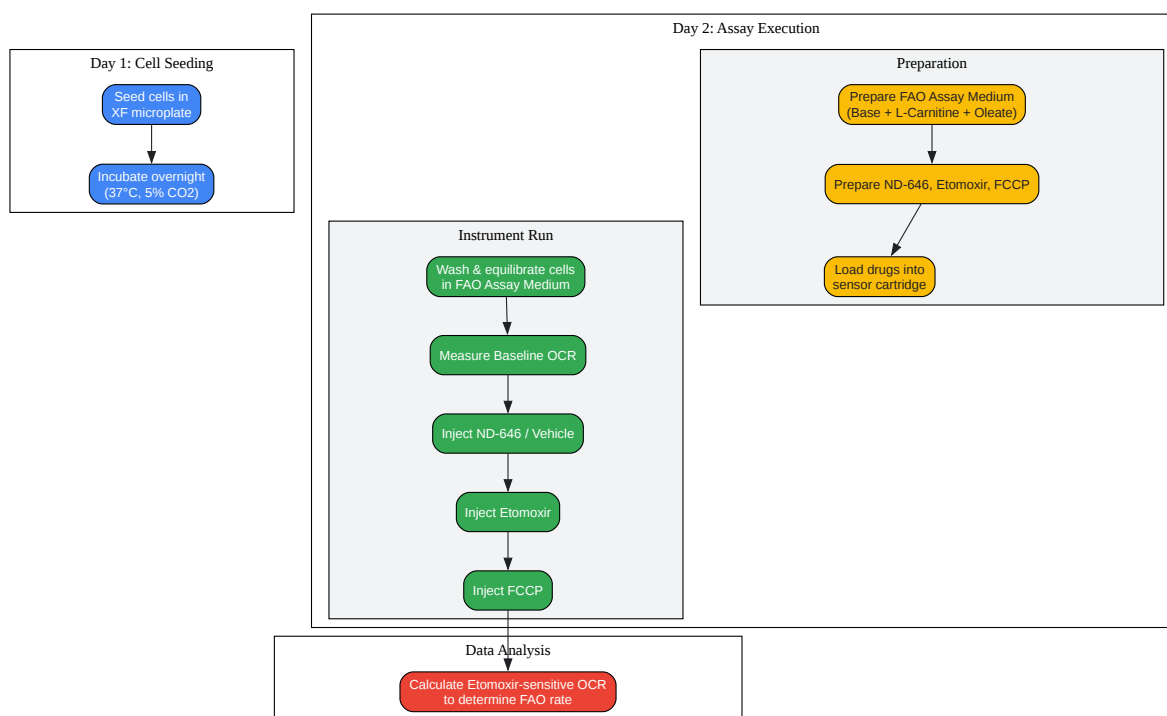 Day 2: Assay Execution
Day 1: Cell Seeding
Seed cells in
XF microplate
Incubate overnight
(37°C, 5% CO2)
Preparation
Prepare FAO Assay Medium
(Base + L-Carnitine + Oleate)
Prepare ND-646, Etomoxir, FCCP
Load drugs into
sensor cartridge
Instrument Run
Wash & equilibrate cells
in FAO Assay Medium
Measure Baseline OCR
Inject ND-646 / Vehicle
Inject Etomoxir
Inject FCCP
Data Analysis
Calculate Etomoxir-sensitive OCR
to determine FAO rate